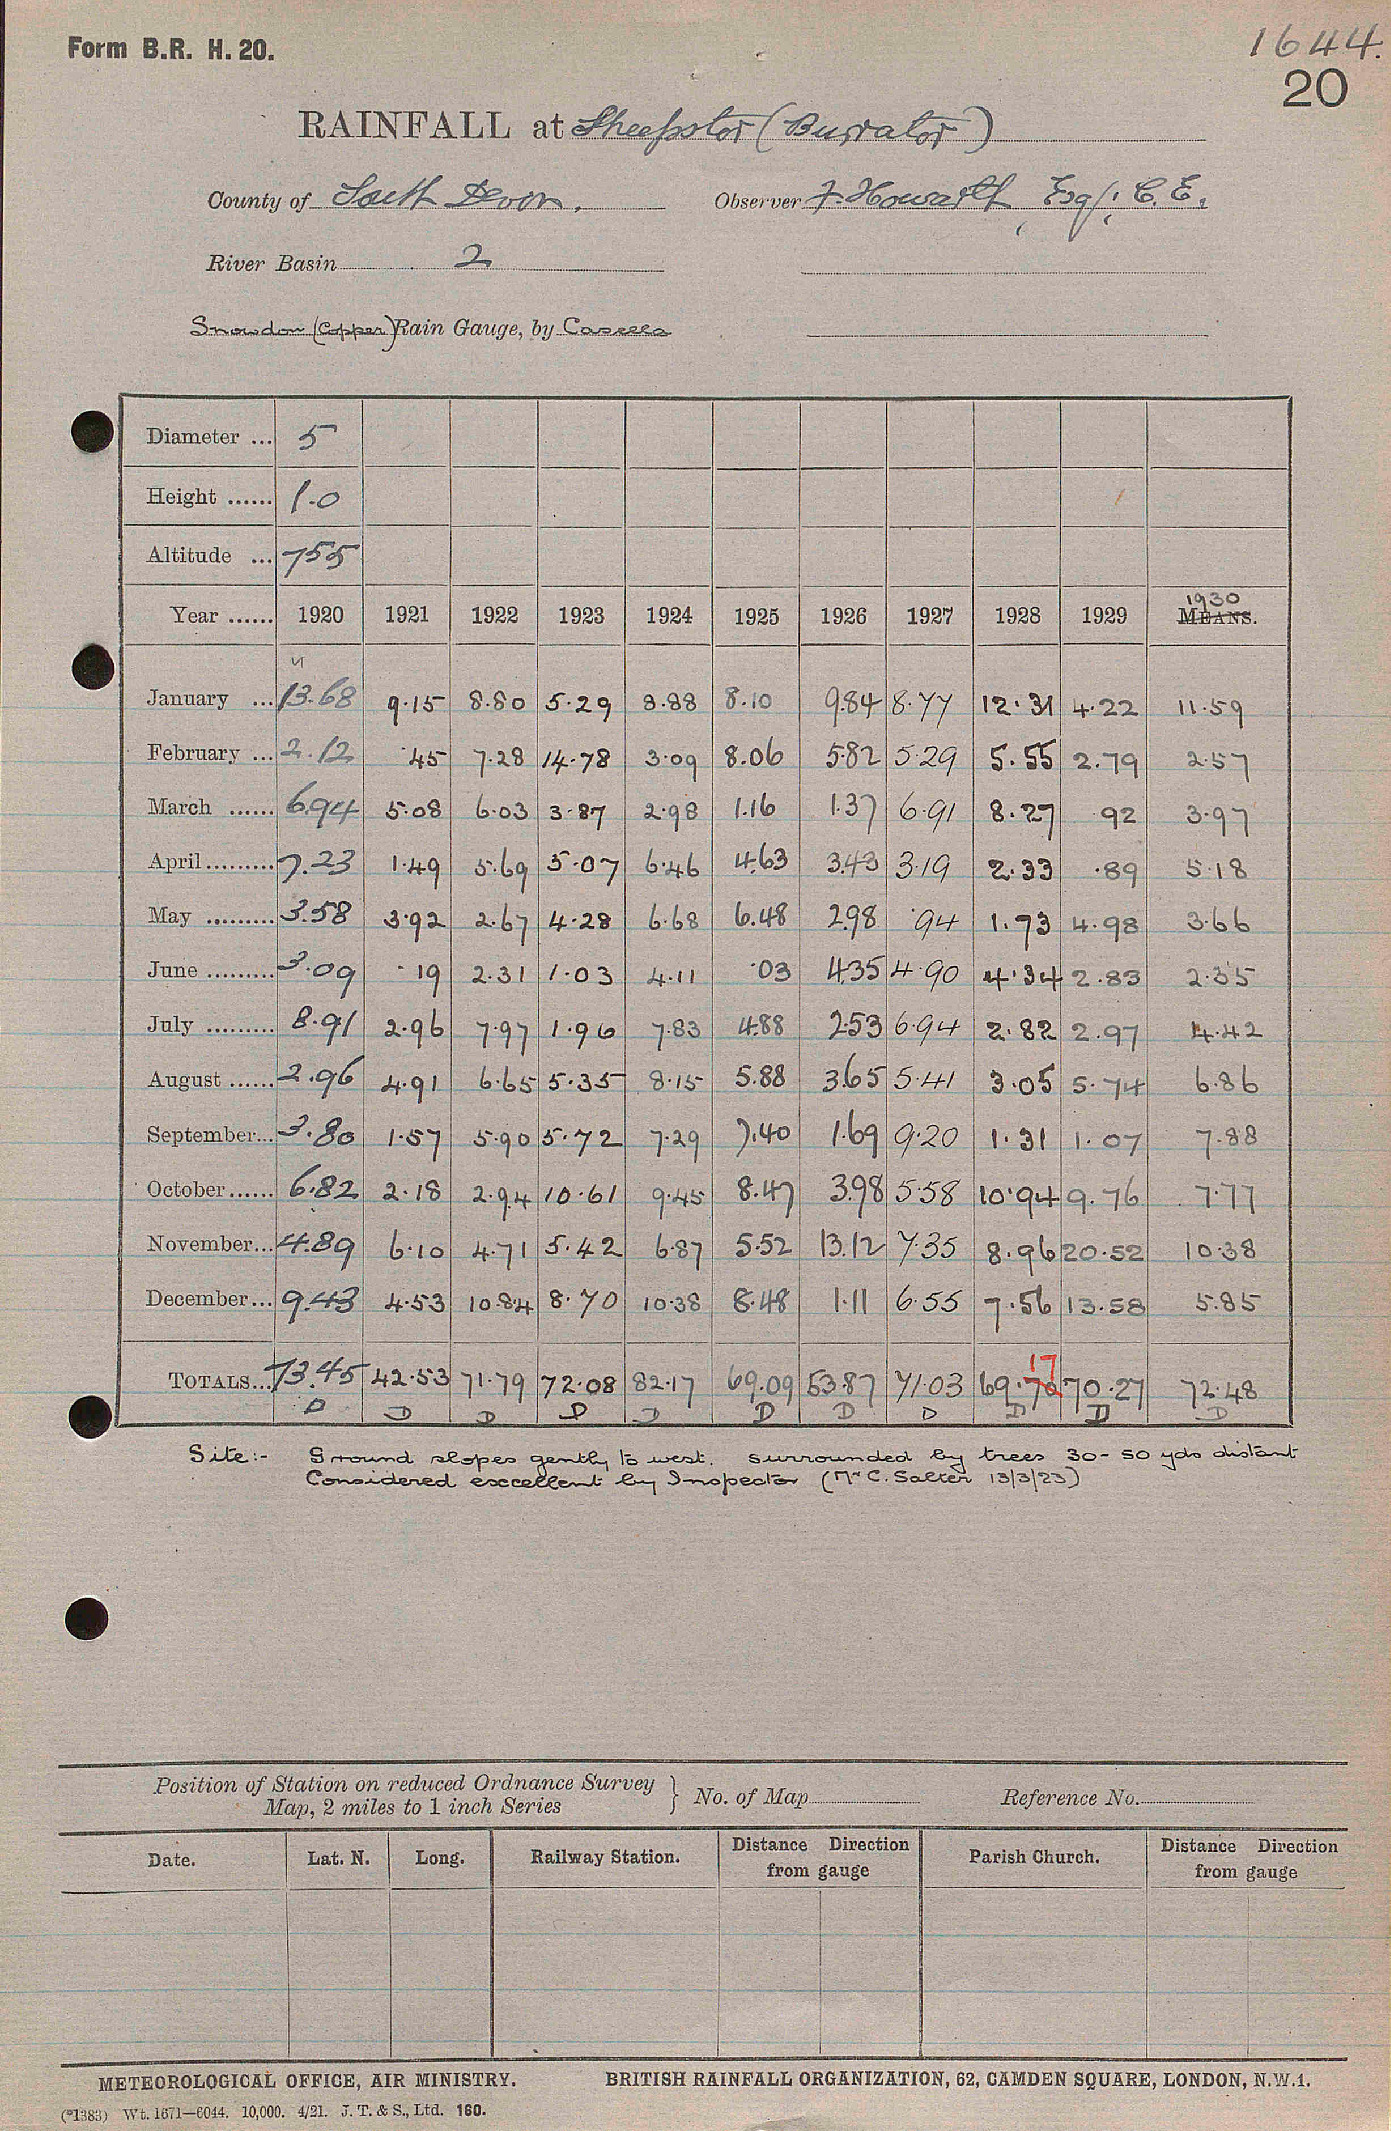 Form B.R. H. 20.
1644.
20
RAINFALL at Sheepstor (Burrator)
County of South Devon. Observer F. Howarth Esq; C.E.
River Basin 2
Snowdon (Copper) Rain Gauge, by Casella
Diameter ... 5
Height ...... 1.0
Altitude ... 755
1930
Year ...... 1920 1921 1922 1923 1924 1925 1926 1927 1928 1929 MEANS.
January ... 13.68 9.15 8.80 5.29 8.88 8.10 9.84 8.77 12.31 4.22 11.59
February ... 2.12 .45 7.28 14.78 3.09 8.06 5.82 5.29 5.55 2.79 2.57
March ...... 6.94 5.08 6.03 3.87 2.98 1.16 1.37 6.91 8.27 .92 3.97
April ......... 7.23 1.49 5.69 5.07 6.46 4.63 3.43 3.19 2.33 .89 5.18
May ......... 3.58 3.92 2.67 4.28 6.68 6.48 2.98 .94 1.73 4.98 3.66
June ......... 3.09 .19 2.31 1.03 4.11 .03 4.35 4.90 4.34 2.83 2.35
July ......... 8.91 2.96 7.97 1.96 7.83 4.88 2.53 6.94 2.82 2.97 4.42
August ...... 2.96 4.91 6.65 5.35 8.15 5.88 3.65 5.41 3.05 5.74 6.86
September... 3.80 1.57 5.90 5.72 7.29 7.40 1.69 9.20 1.31 1.07 7.88
October...... 6.82 2.18 2.94 10.61 9.45 8.47 3.98 5.58 10.94 9.76 7.77
November... 4.89 6.10 4.71 5.42 6.87 5.52 13.12 7.35 8.96 20.52 10.38
December... 9.43 4.53 10.84 8.70 10.38 8.48 1.11 6.55 7.56 13.58 5.85
17
TOTALS... 73.45 42.53 71.79 72.08 82.17 69.09 53.87 71.03 69.70 70.27 72.48
D D D D D D D D D D D
Site:- Ground slopes gently to west. surrounded by trees 30-50 yds distant
Considered excellent by Inspector (Mr C. Salter 13/3/23)
Position of Station on reduced Ordnance Survey
Map, 2 miles to 1 inch Series } No. of Map Reference No.
Date. Lat. N. Long. Railway Station. Distance Direction from gauge Parish Church. Distance Direction from gauge
METEOROLOGICAL OFFICE, AIR MINISTRY. BRITISH RAINFALL ORGANIZATION, 62, CAMDEN SQUARE, LONDON, N.W.1.
(*1383) Wt. 1671—6044. 10,000. 4/21. J. T. & S., Ltd. 160.